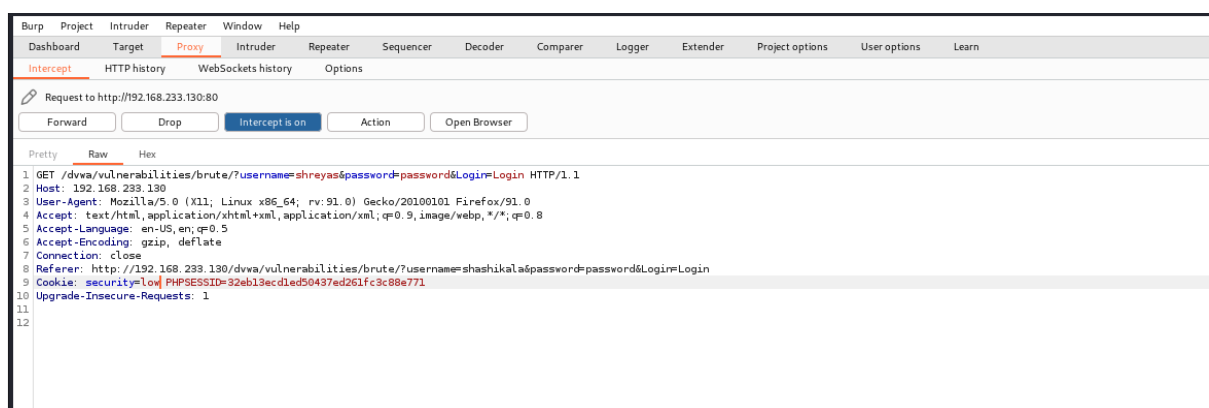 Burp Project Intruder Repeater Window Help
Dashboard Target Proxy Intruder Repeater Sequencer Decoder Comparer Logger Extender Project options User options Learn
Intercept HTTP history WebSockets history Options
Request to http://192.168.233.130:80
Forward Drop Intercept is on Action Open Browser
Pretty Raw Hex
1 GET /dvwa/vulnerabilities/brute/?username=shreyas&password=password&Login=Login HTTP/1.1
2 Host: 192.168.233.130
3 User-Agent: Mozilla/5.0 (X11; Linux x86_64; rv:91.0) Gecko/20100101 Firefox/91.0
4 Accept: text/html,application/xhtml+xml,application/xml;q=0.9,image/webp,*/*;q=0.8
5 Accept-Language: en-US,en;q=0.5
6 Accept-Encoding: gzip, deflate
7 Connection: close
8 Referer: http://192.168.233.130/dvwa/vulnerabilities/brute/?username=shashikala&password=password&Login=Login
9 Cookie: security=low PHPSESSID=32eb13ecd1ed50437ed261fc3c88e771
10 Upgrade-Insecure-Requests: 1
11
12